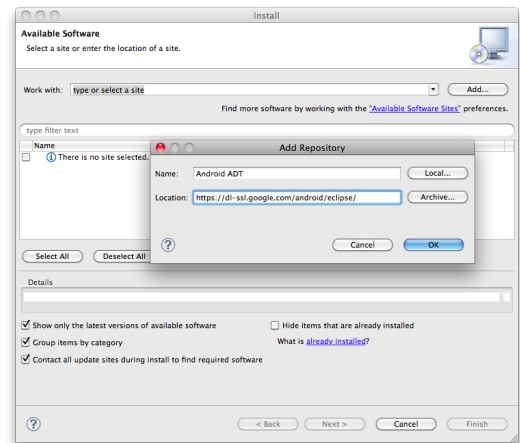 Install
Available Software
Select a site or enter the location of a site.
Work with: type or select a site Add...
Find more software by working with the "Available Software Sites" preferences.
type filter text
Name
There is no site selected.
Add Repository
Name: Android ADT Local...
Location: https://dl-ssl.google.com/android/eclipse/ Archive...
? Cancel OK
Select All Deselect All
Details
Show only the latest versions of available software Hide items that are already installed
Group items by category What is already installed?
Contact all update sites during install to find required software
? < Back Next > Cancel Finish